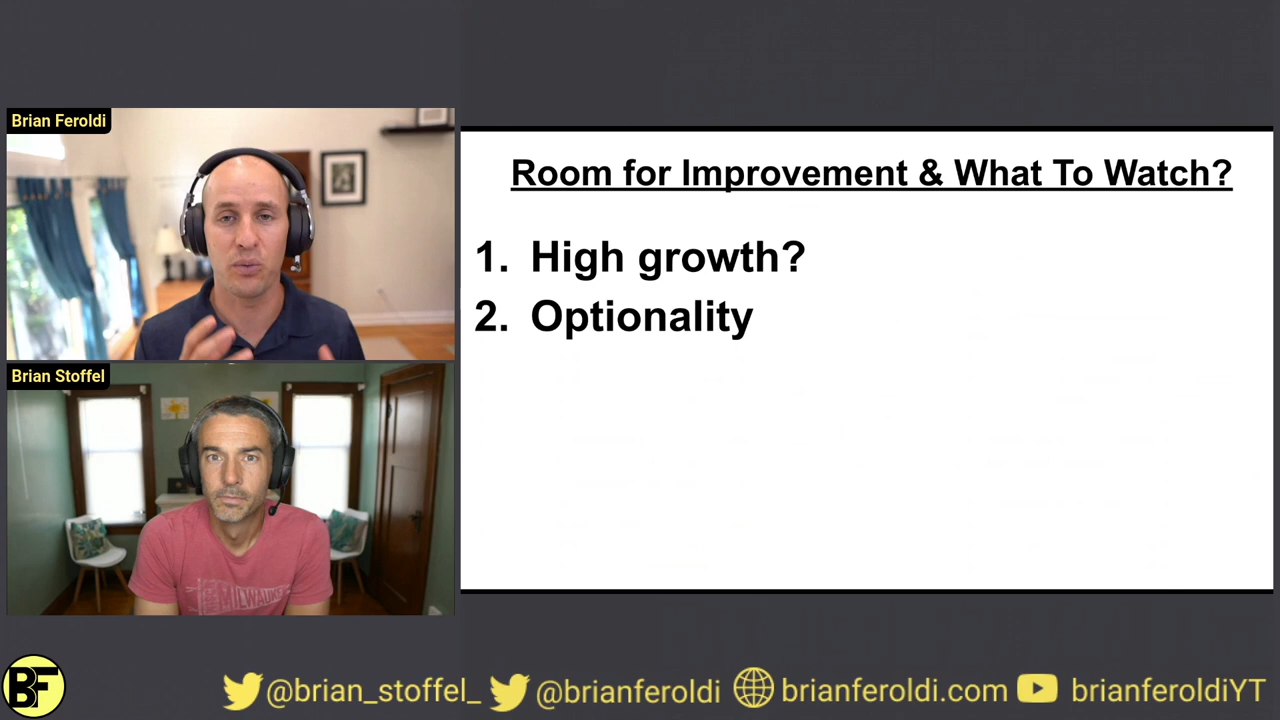 Brian Feroldi
Room for Improvement & What To Watch?
1. High growth?
2. Optionality
Brian Stoffel
MILWAUKEE
BF
@brian_stoffel_
@brianferoldi
brianferoldi.com
brianferoldiYT